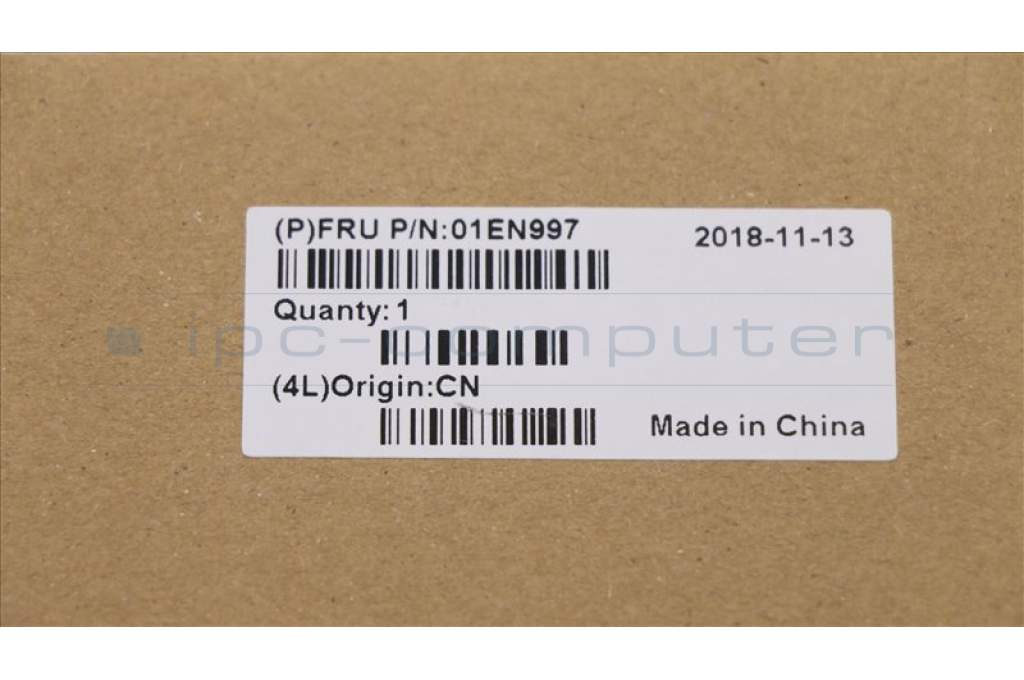 (P)FRU P/N:01EN997
2018-11-13
Quanty: 1
ipc-computer
(4L)Origin:CN
Made in China